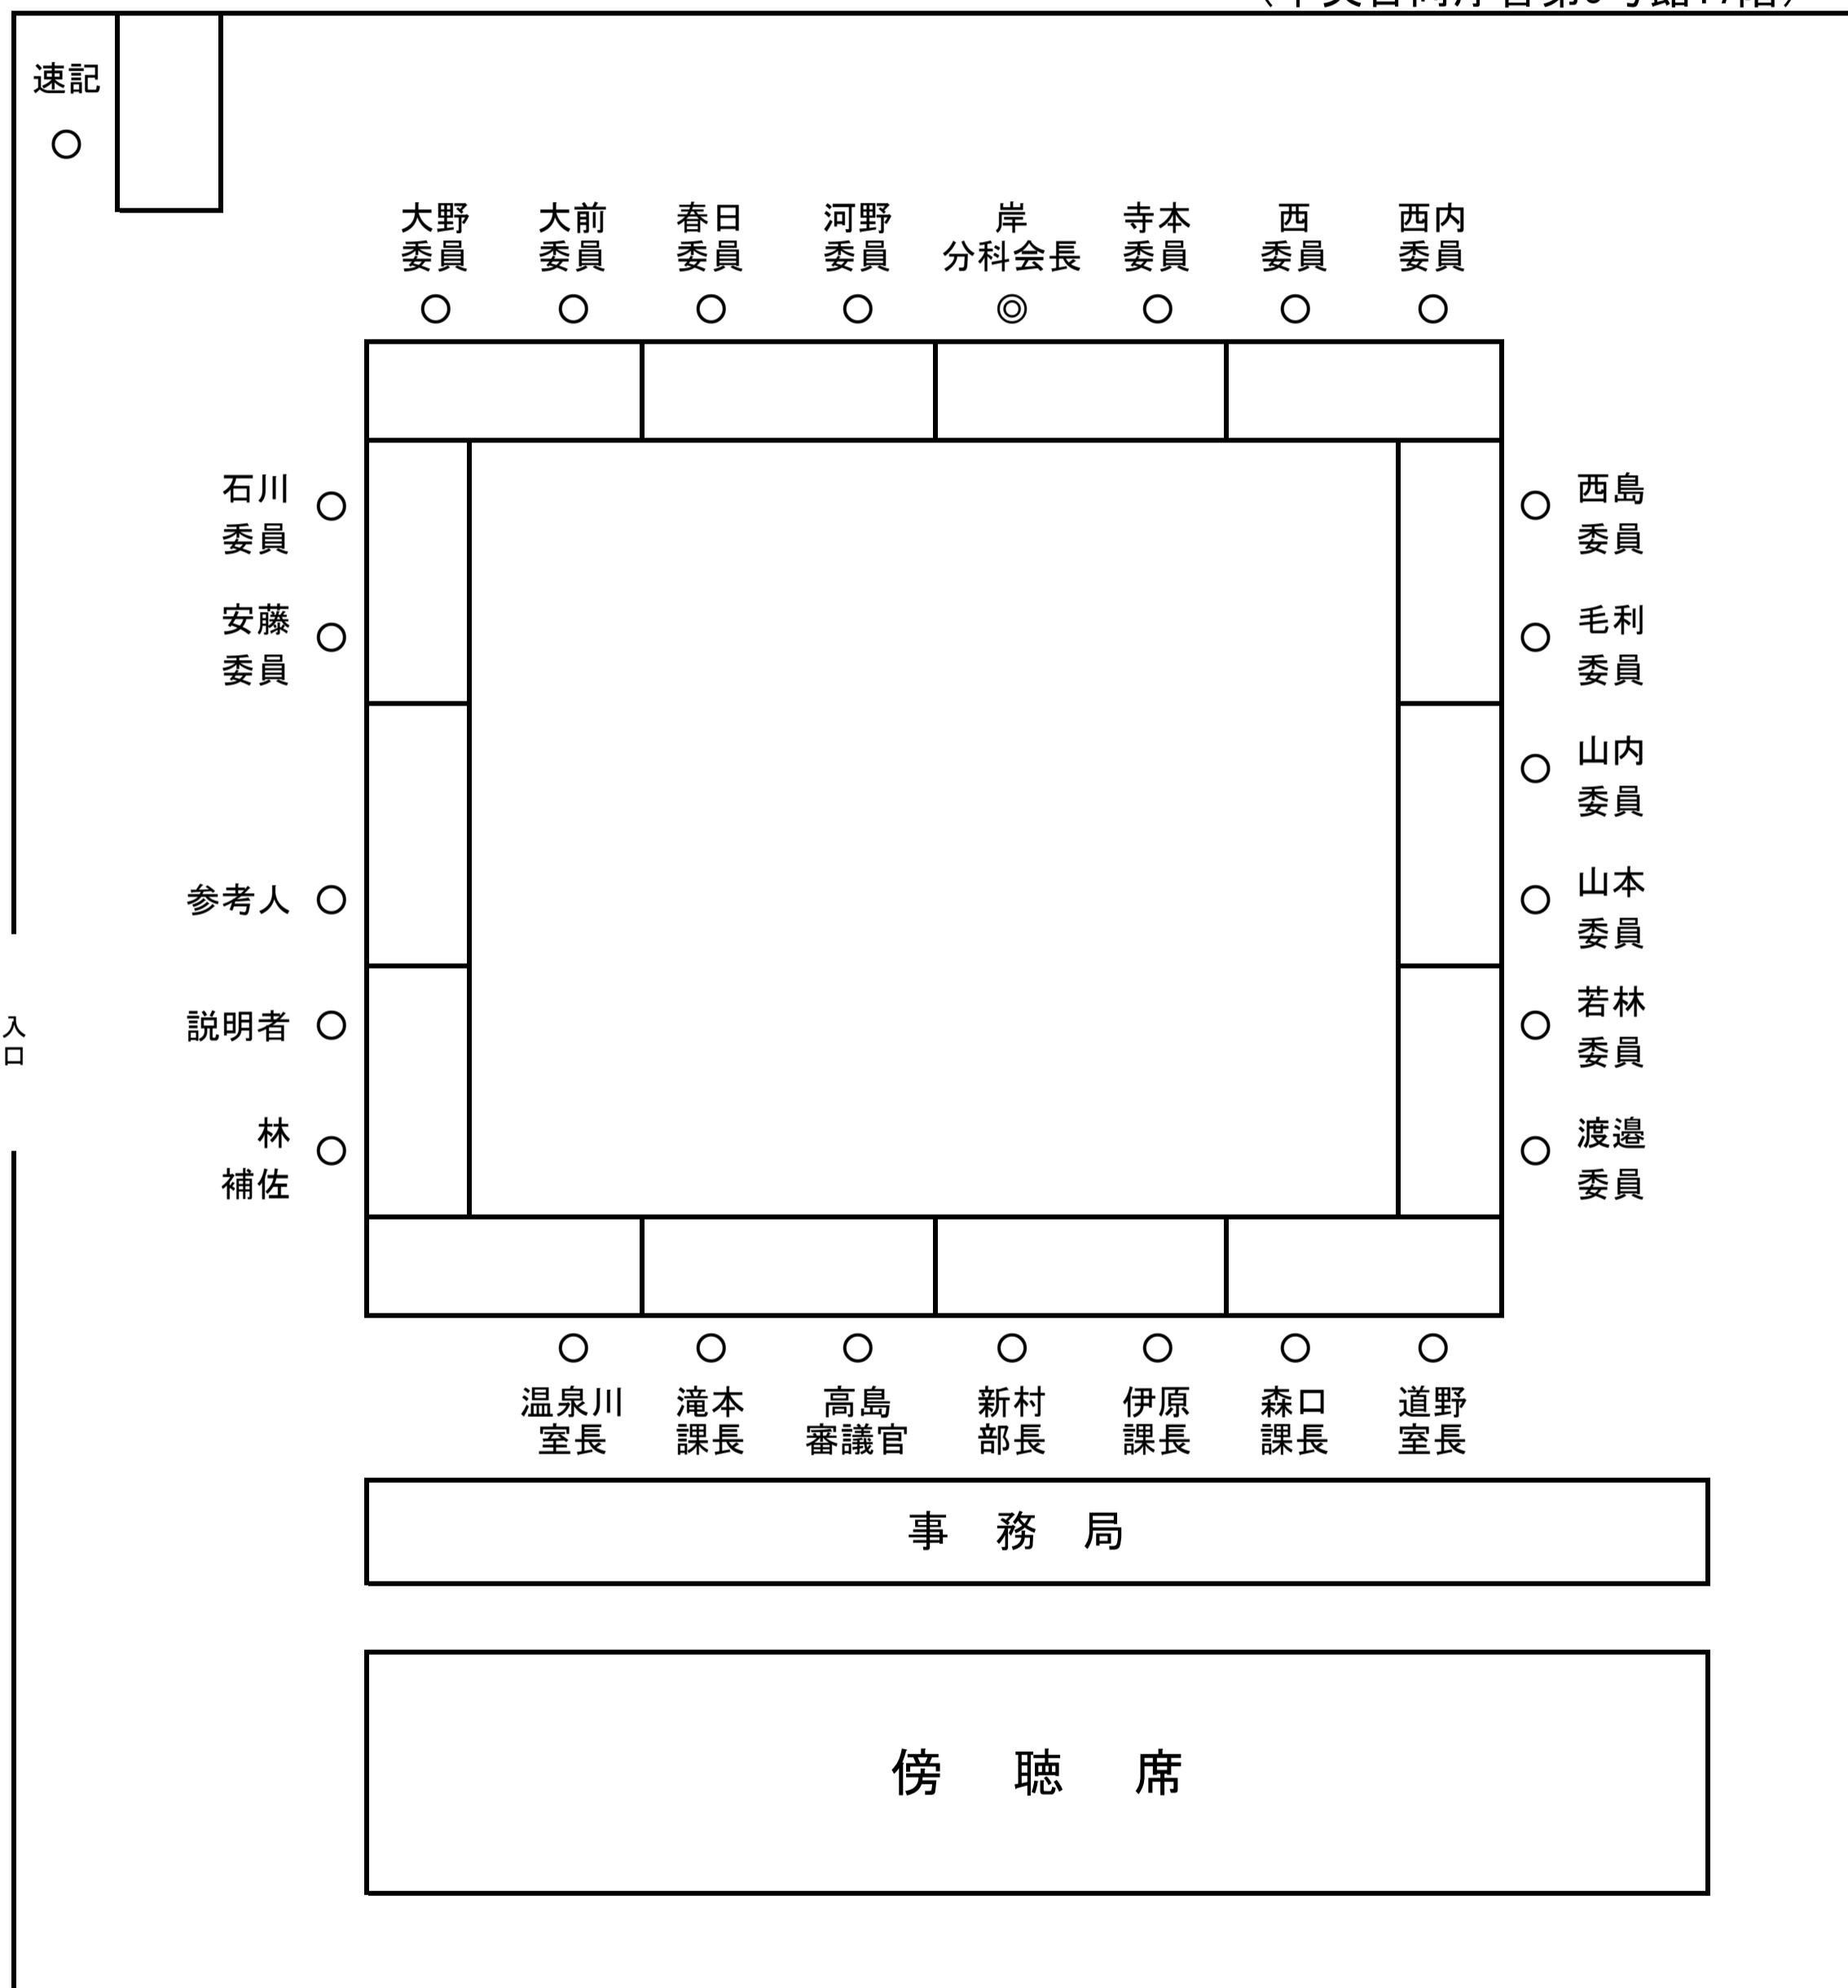 速記
○
大野 大前 春日 河野 岸 寺本 西 西内
委員 委員 委員 委員 分科会長 委員 委員 委員
○ ○ ○ ○ ◎ ○ ○ ○
石川 ○ ○ 西島
委員 委員
安藤 ○ ○ 毛利
委員 委員
○ 山内
委員
参考人 ○ ○ 山本
委員
説明者 ○ ○ 若林
委員
入
口
林 ○ ○ 渡邉
補佐 委員
○ ○ ○ ○ ○ ○ ○
温泉川 滝本 高島 新村 伊原 森口 道野
室長 課長 審議官 部長 課長 課長 室長
事 務 局
傍 聴 席